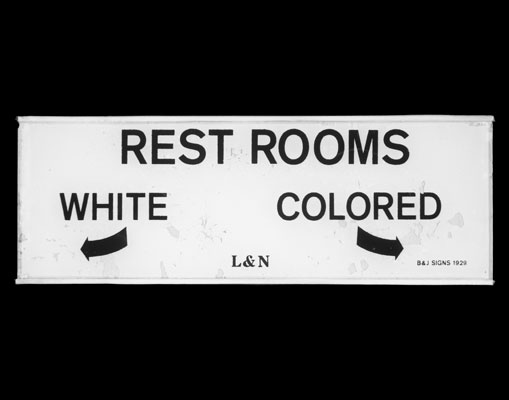 REST ROOMS
WHITE COLORED
L&N
B&J SIGNS 1929